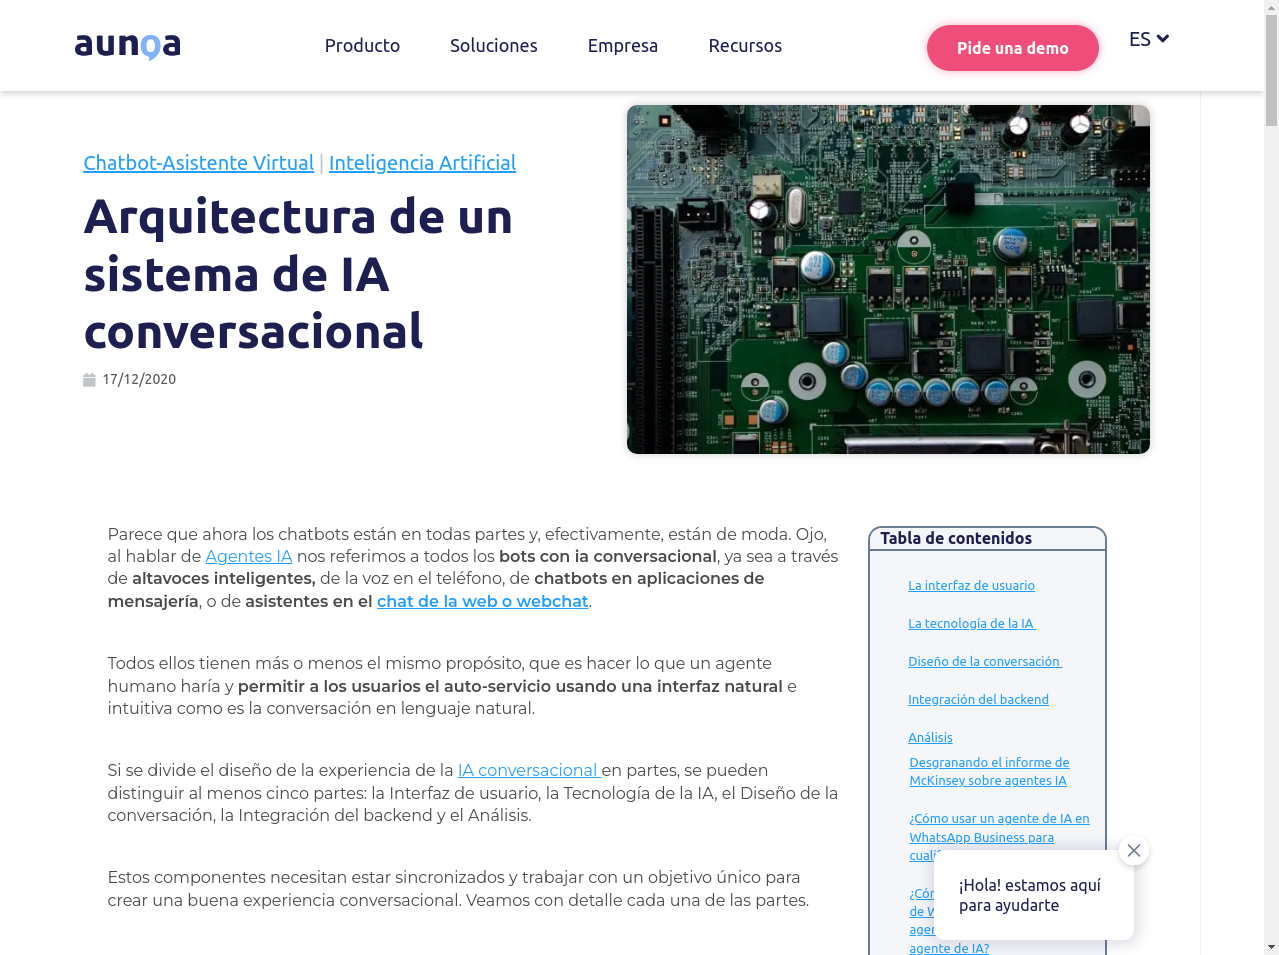 aunoa
Producto
Soluciones
Empresa
Recursos
Pide una demo
ES
Chatbot-Asistente Virtual | Inteligencia Artificial
Arquitectura de un
sistema de IA
conversacional
17/12/2020
Parece que ahora los chatbots están en todas partes y, efectivamente, están de moda. Ojo,
al hablar de Agentes IA nos referimos a todos los bots con ia conversacional, ya sea a través
de altavoces inteligentes, de la voz en el teléfono, de chatbots en aplicaciones de
mensajería, o de asistentes en el chat de la web o webchat.
Todos ellos tienen más o menos el mismo propósito, que es hacer lo que un agente
humano haría y permitir a los usuarios el auto-servicio usando una interfaz natural e
intuitiva como es la conversación en lenguaje natural.
Si se divide el diseño de la experiencia de la IA conversacional en partes, se pueden
distinguir al menos cinco partes: la Interfaz de usuario, la Tecnología de la IA, el Diseño de la
conversación, la Integración del backend y el Análisis.
Estos componentes necesitan estar sincronizados y trabajar con un objetivo único para
crear una buena experiencia conversacional. Veamos con detalle cada una de las partes.
Tabla de contenidos
La interfaz de usuario
La tecnología de la IA
Diseño de la conversación
Integración del backend
Análisis
Desgranando el informe de
McKinsey sobre agentes IA
¿Cómo usar un agente de IA en
WhatsApp Business para
de
agente de IA?
¡Hola! estamos aquí
para ayudarte